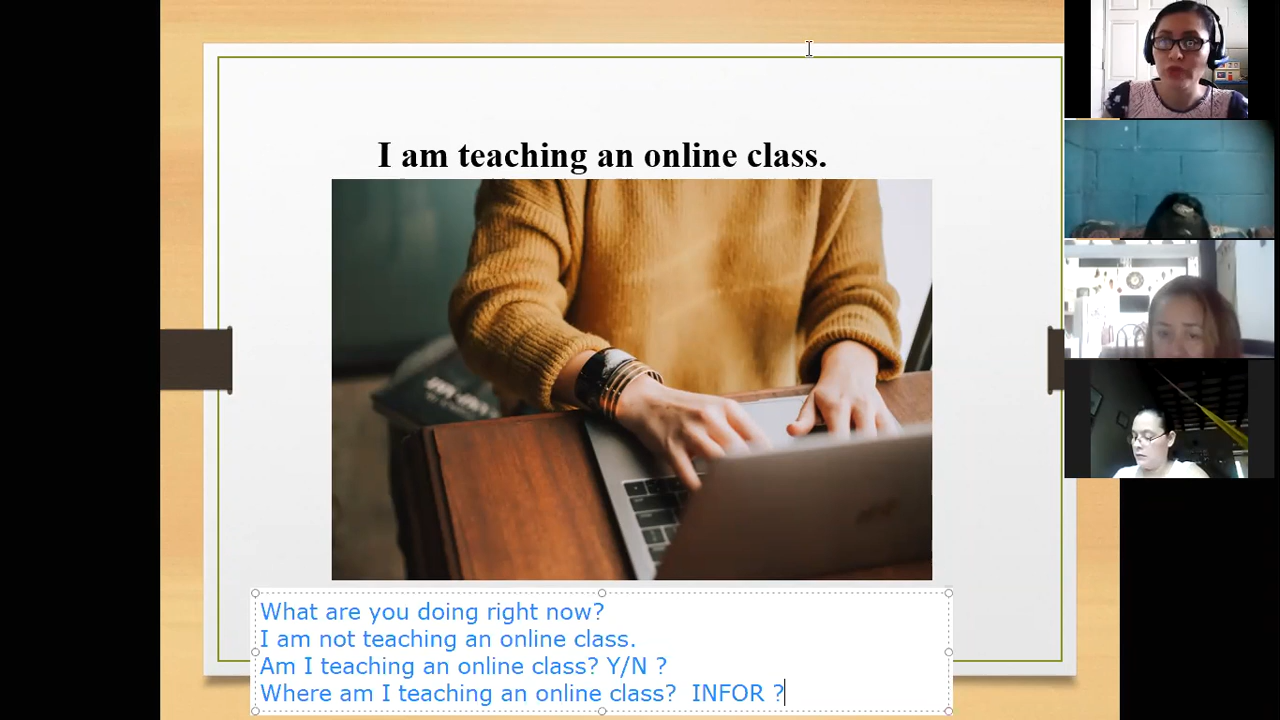 I am teaching an online class.
What are you doing right now?
I am not teaching an online class.
Am I teaching an online class? Y/N ?
Where am I teaching an online class?  INFOR ?